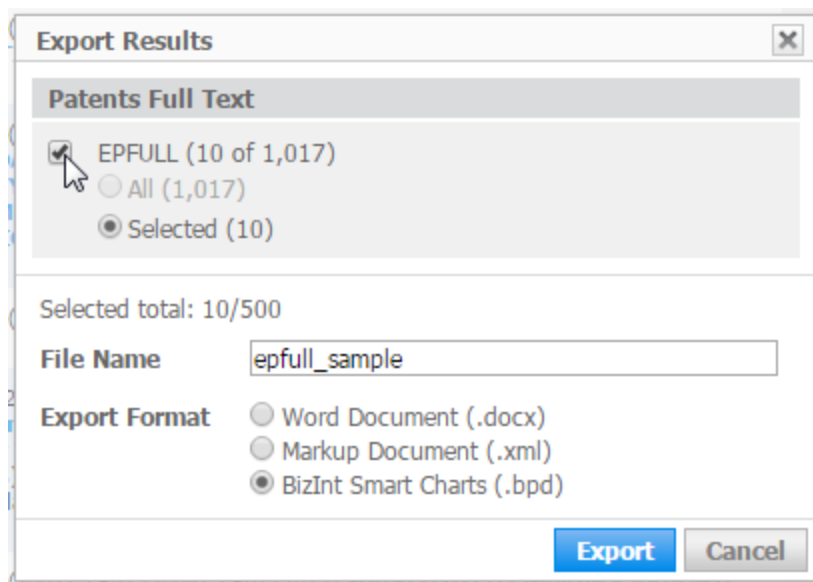 Export Results
Patents Full Text
EPFULL (10 of 1,017)
All (1,017)
Selected (10)
Selected total: 10/500
File Name epfull_sample
Export Format Word Document (.docx)
Markup Document (.xml)
BizInt Smart Charts (.bpd)
Export Cancel